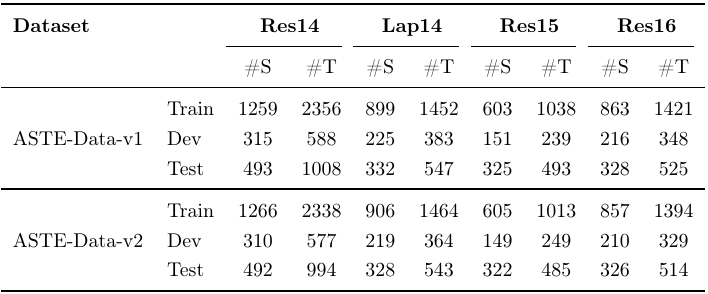 Dataset Res14 Lap14 Res15 Res16
#S #T #S #T #S #T #S #T
Train 1259 2356 899 1452 603 1038 863 1421
ASTE-Data-v1 Dev 315 588 225 383 151 239 216 348
Test 493 1008 332 547 325 493 328 525
Train 1266 2338 906 1464 605 1013 857 1394
ASTE-Data-v2 Dev 310 577 219 364 149 249 210 329
Test 492 994 328 543 322 485 326 514